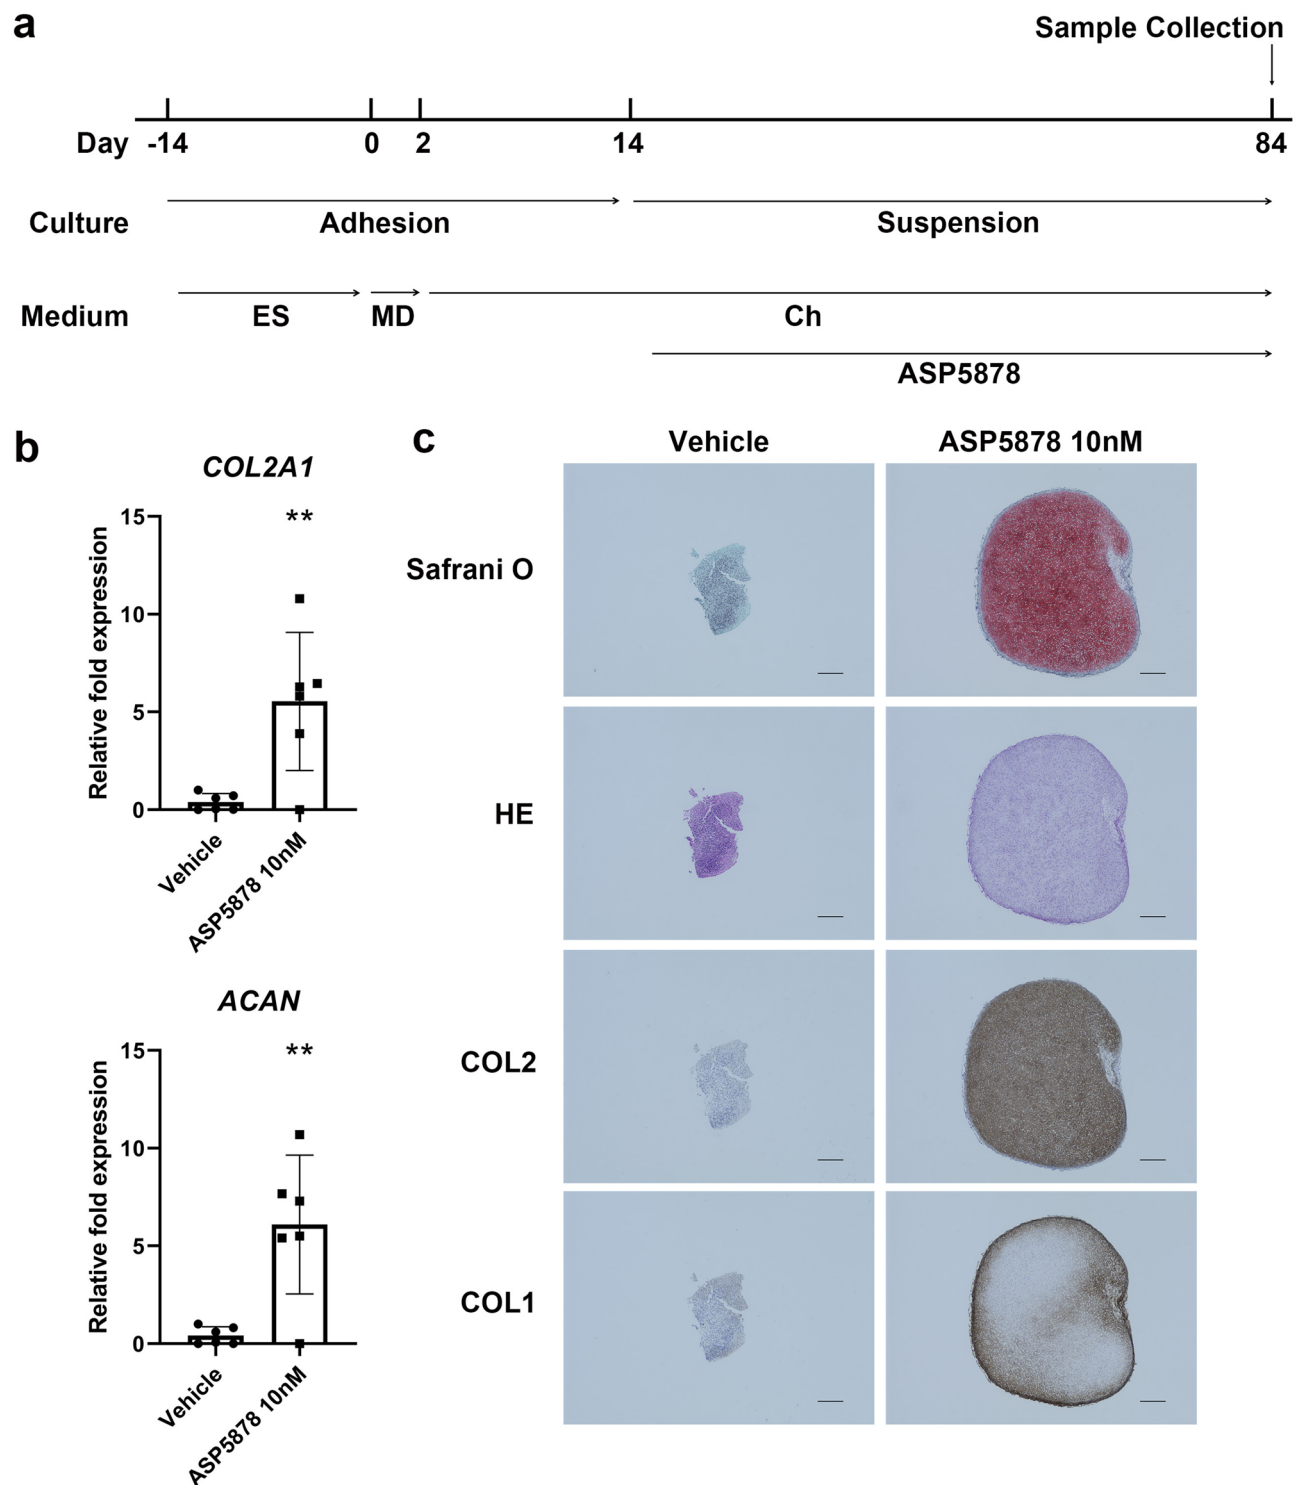 a
Sample Collection
Day -14 0 2 14 84
Culture Adhesion Suspension
Medium ES MD Ch
ASP5878
b
COL2A1
**
Relative fold expression
15
10
5
0
Vehicle
ASP5878 10nM
ACAN
**
Relative fold expression
15
10
5
0
Vehicle
ASP5878 10nM
c
Vehicle ASP5878 10nM
Safrani O
HE
COL2
COL1